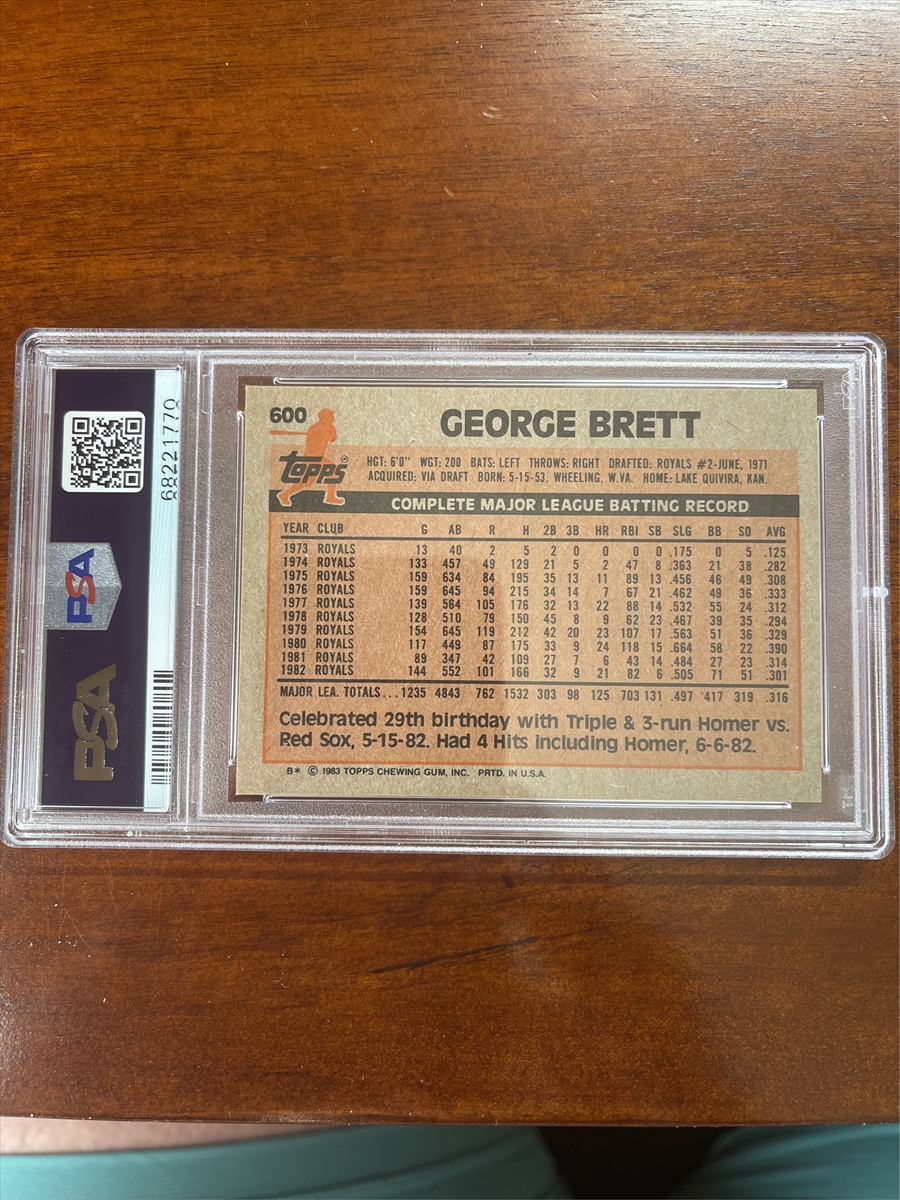 68221770
PSA
PSA
600
GEORGE BRETT
Topps
HGT: 6'0" WGT: 200 BATS: LEFT THROWS: RIGHT DRAFTED: ROYALS #2-JUNE, 1971
ACQUIRED: VIA DRAFT BORN: 5-15-53, WHEELING, W.VA. HOME: LAKE QUIVIRA, KAN.
COMPLETE MAJOR LEAGUE BATTING RECORD
YEAR CLUB G AB R H 2B 3B HR RBI SB SLG BB SO AVG
1973 ROYALS 13 40 2 5 2 0 0 0 0 .175 0 5 .125
1974 ROYALS 133 457 49 129 21 5 2 47 8 .363 21 38 .282
1975 ROYALS 159 634 84 195 35 13 11 89 13 .456 46 49 .308
1976 ROYALS 159 645 94 215 34 14 7 67 21 .462 49 36 .333
1977 ROYALS 139 564 105 176 32 13 22 88 14 .532 55 24 .312
1978 ROYALS 128 510 79 150 45 8 9 62 23 .467 39 35 .294
1979 ROYALS 154 645 119 212 42 20 23 107 17 .563 51 36 .329
1980 ROYALS 117 449 87 175 33 9 24 118 15 .664 58 22 .390
1981 ROYALS 89 347 42 109 27 7 6 43 14 .484 27 23 .314
1982 ROYALS 144 552 101 166 32 9 21 82 6 .505 71 51 .301
MAJOR LEA. TOTALS... 1235 4843 762 1532 303 98 125 703 131 .497 417 319 .316
Celebrated 29th birthday with Triple & 3-run Homer vs.
Red Sox, 5-15-82. Had 4 Hits including Homer, 6-6-82.
B* © 1983 TOPPS CHEWING GUM, INC. PRTD. IN U.S.A.